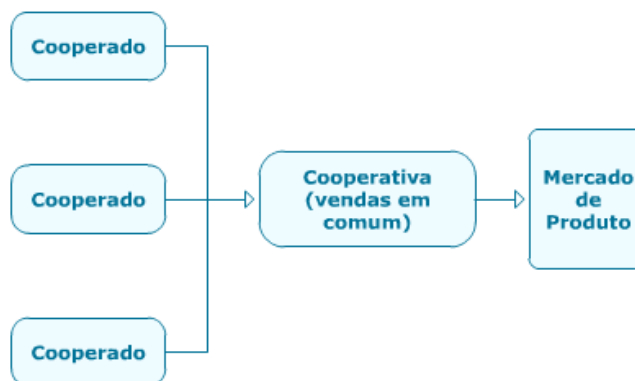 Cooperado
Cooperado
Cooperado
Cooperativa
(vendas em
comum)
Mercado
de
Produto